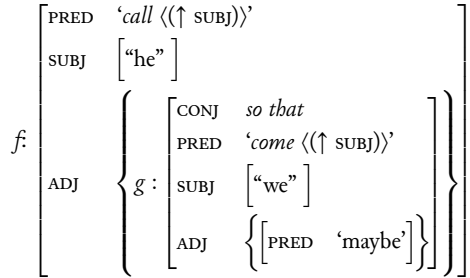 PRED ‘call ⟨(↑ SUBJ)⟩’
SUBJ [“he” ]
f: ADJ { g : [
CONJ so that
PRED ‘come ⟨(↑ SUBJ)⟩’
SUBJ [“we” ]
ADJ {[PRED ‘maybe’]}
] }